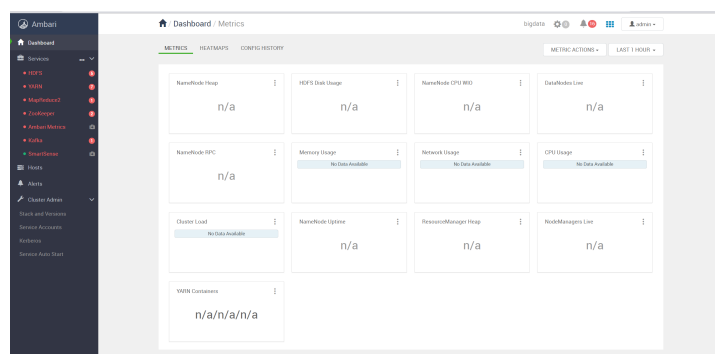 Ambari
Dashboard / Metrics
bigdata
admin
Dashboard
METRICS HEATMAPS CONFIG HISTORY
METRIC ACTIONS
LAST 1 HOUR
Services
HDFS
YARN
MapReduce2
ZooKeeper
Ambari Metrics
Kafka
SmartSense
Hosts
Alerts
Cluster Admin
Stack and Versions
Service Accounts
Kerberos
Service Auto Start
NameNode Heap
n/a
HDFS Disk Usage
n/a
NameNode CPU WIO
n/a
DataNodes Live
n/a
NameNode RPC
n/a
Memory Usage
No Data Available
Network Usage
No Data Available
CPU Usage
No Data Available
Cluster Load
No Data Available
NameNode Uptime
n/a
ResourceManager Heap
n/a
NodeManagers Live
n/a
YARN Containers
n/a/n/a/n/a